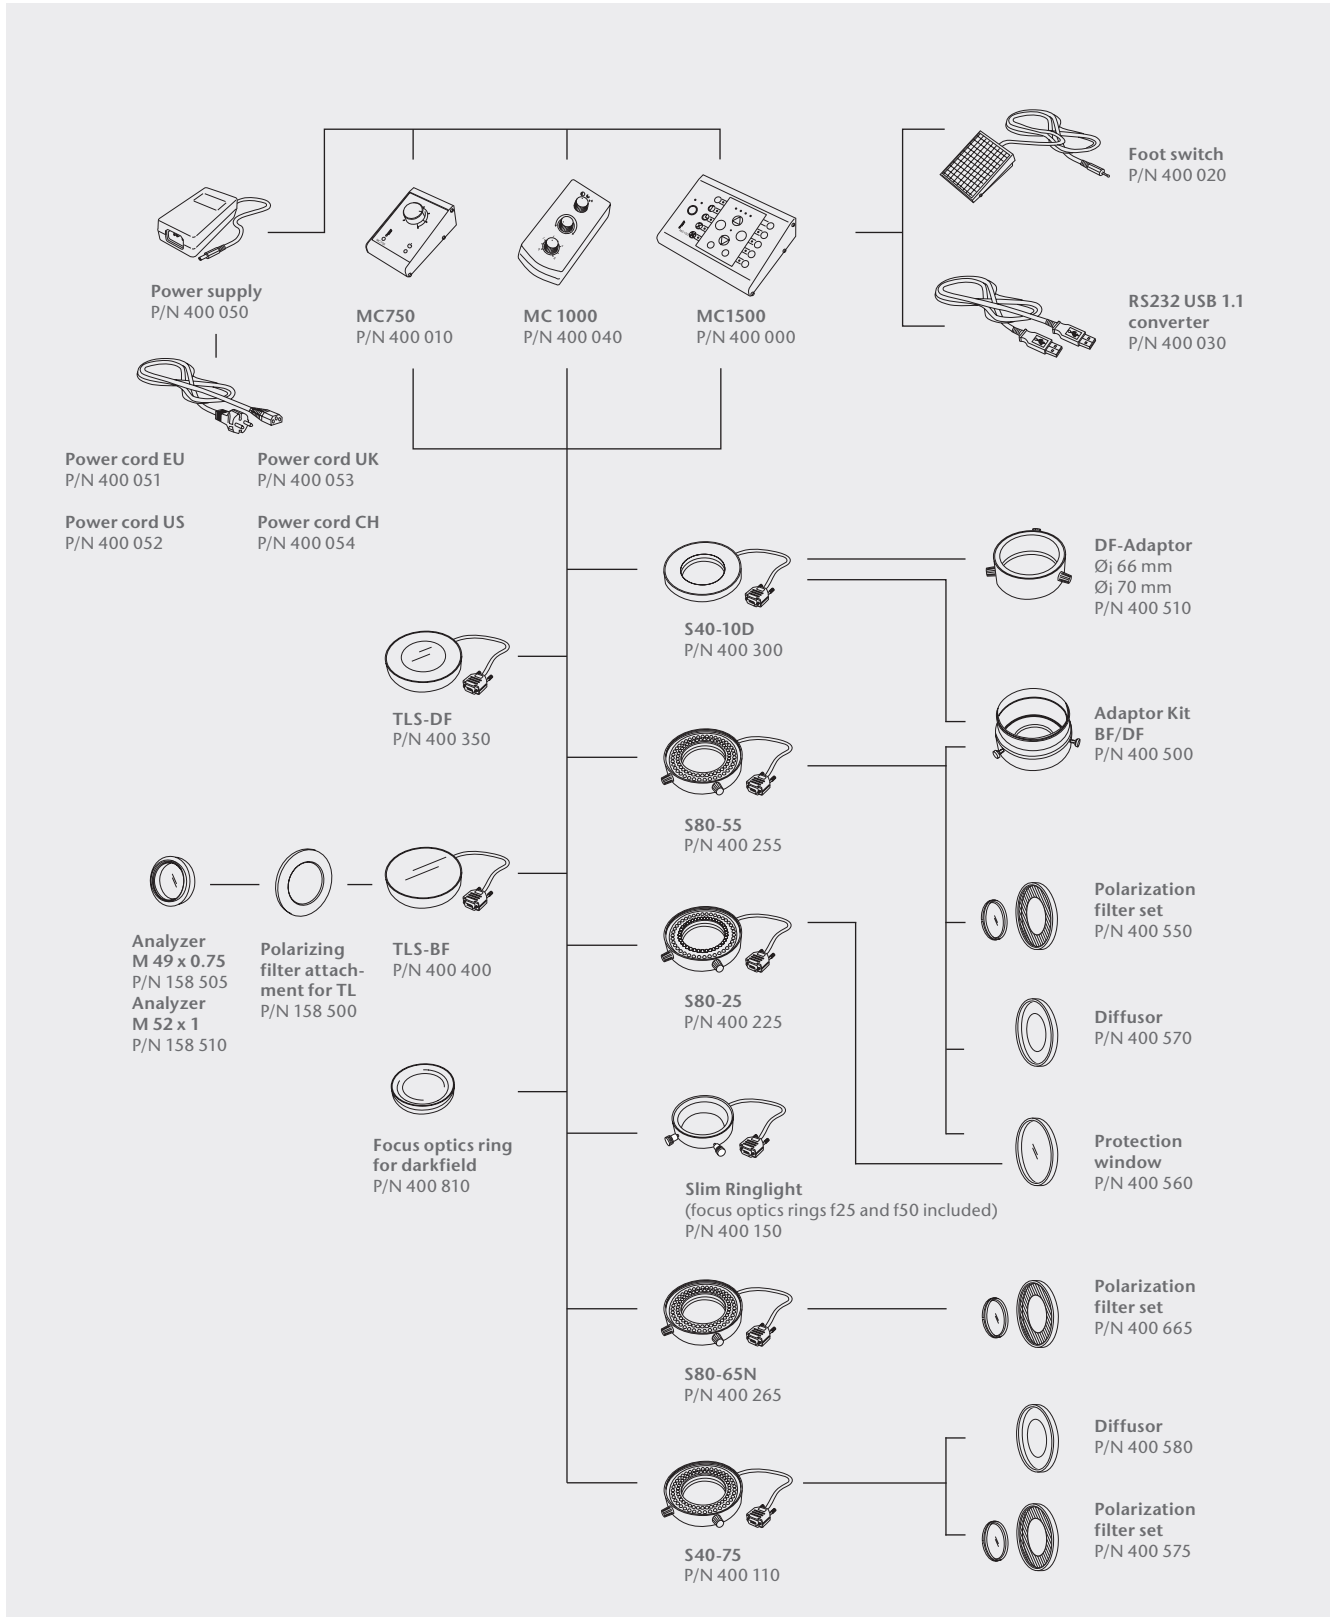 Foot switch
P/N 400 020
Power supply
P/N 400 050
MC750
P/N 400 010
MC 1000
P/N 400 040
MC1500
P/N 400 000
RS232 USB 1.1
converter
P/N 400 030
Power cord EU
P/N 400 051
Power cord UK
P/N 400 053
Power cord US
P/N 400 052
Power cord CH
P/N 400 054
S40-10D
P/N 400 300
DF-Adaptor
Ø¡ 66 mm
Ø¡ 70 mm
P/N 400 510
TLS-DF
P/N 400 350
Adaptor Kit
BF/DF
P/N 400 500
S80-55
P/N 400 255
Polarization
filter set
P/N 400 550
Analyzer
M 49 x 0.75
P/N 158 505
Analyzer
M 52 x 1
P/N 158 510
Polarizing
filter attach-
ment for TL
P/N 158 500
TLS-BF
P/N 400 400
S80-25
P/N 400 225
Diffusor
P/N 400 570
Focus optics ring
for darkfield
P/N 400 810
Slim Ringlight
(focus optics rings f25 and f50 included)
P/N 400 150
Protection
window
P/N 400 560
S80-65N
P/N 400 265
Polarization
filter set
P/N 400 665
S40-75
P/N 400 110
Diffusor
P/N 400 580
Polarization
filter set
P/N 400 575